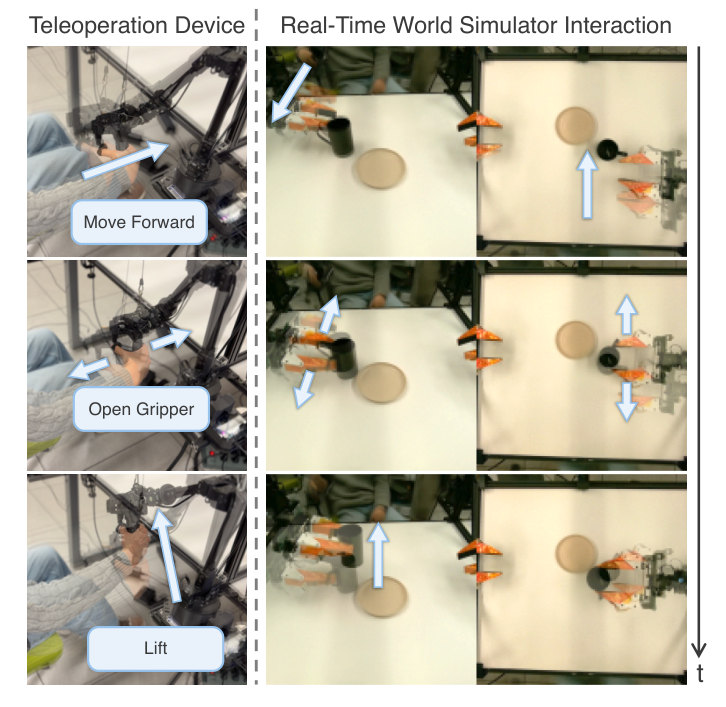 Teleoperation Device
Real-Time World Simulator Interaction
Move Forward
Open Gripper
Lift
t